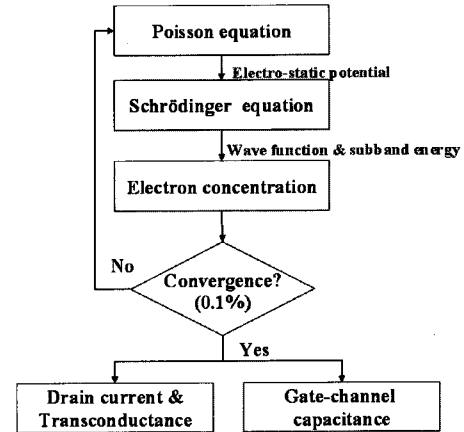 Poisson equation
Electro-static potential
Schrödinger equation
Wave function & subband energy
Electron concentration
No
Convergence?
(0.1%)
Yes
Drain current &
Transconductance
Gate-channel
capacitance